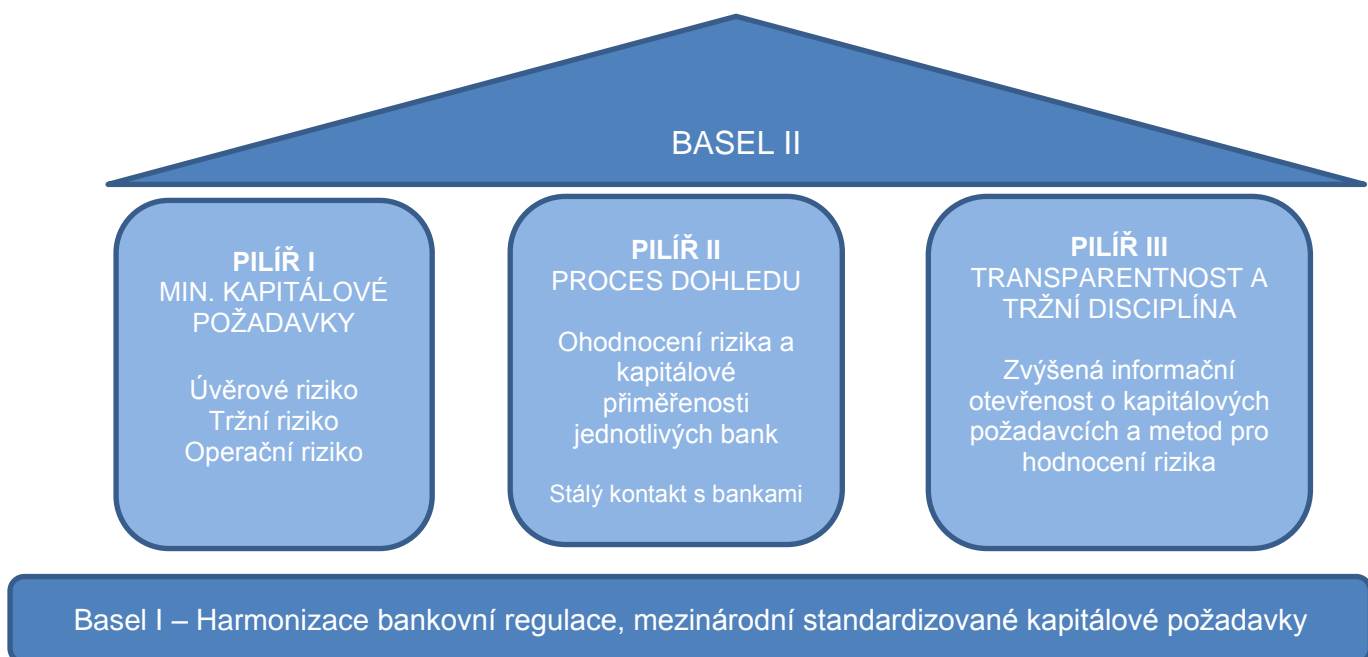 BASEL II
PILÍŘ I
MIN. KAPITÁLOVÉ
POŽADAVKY
Úvěrové riziko
Tržní riziko
Operační riziko
PILÍŘ II
PROCES DOHLEDU
Ohodnocení rizika a
kapitálové
přiměřenosti
jednotlivých bank
Stálý kontakt s bankami
PILÍŘ III
TRANSPARENTNOST A
TRŽNÍ DISCIPLÍNA
Zvýšená informační
otevřenost o kapitálových
požadavcích a metod pro
hodnocení rizika
Basel I – Harmonizace bankovní regulace, mezinárodní standardizované kapitálové požadavky